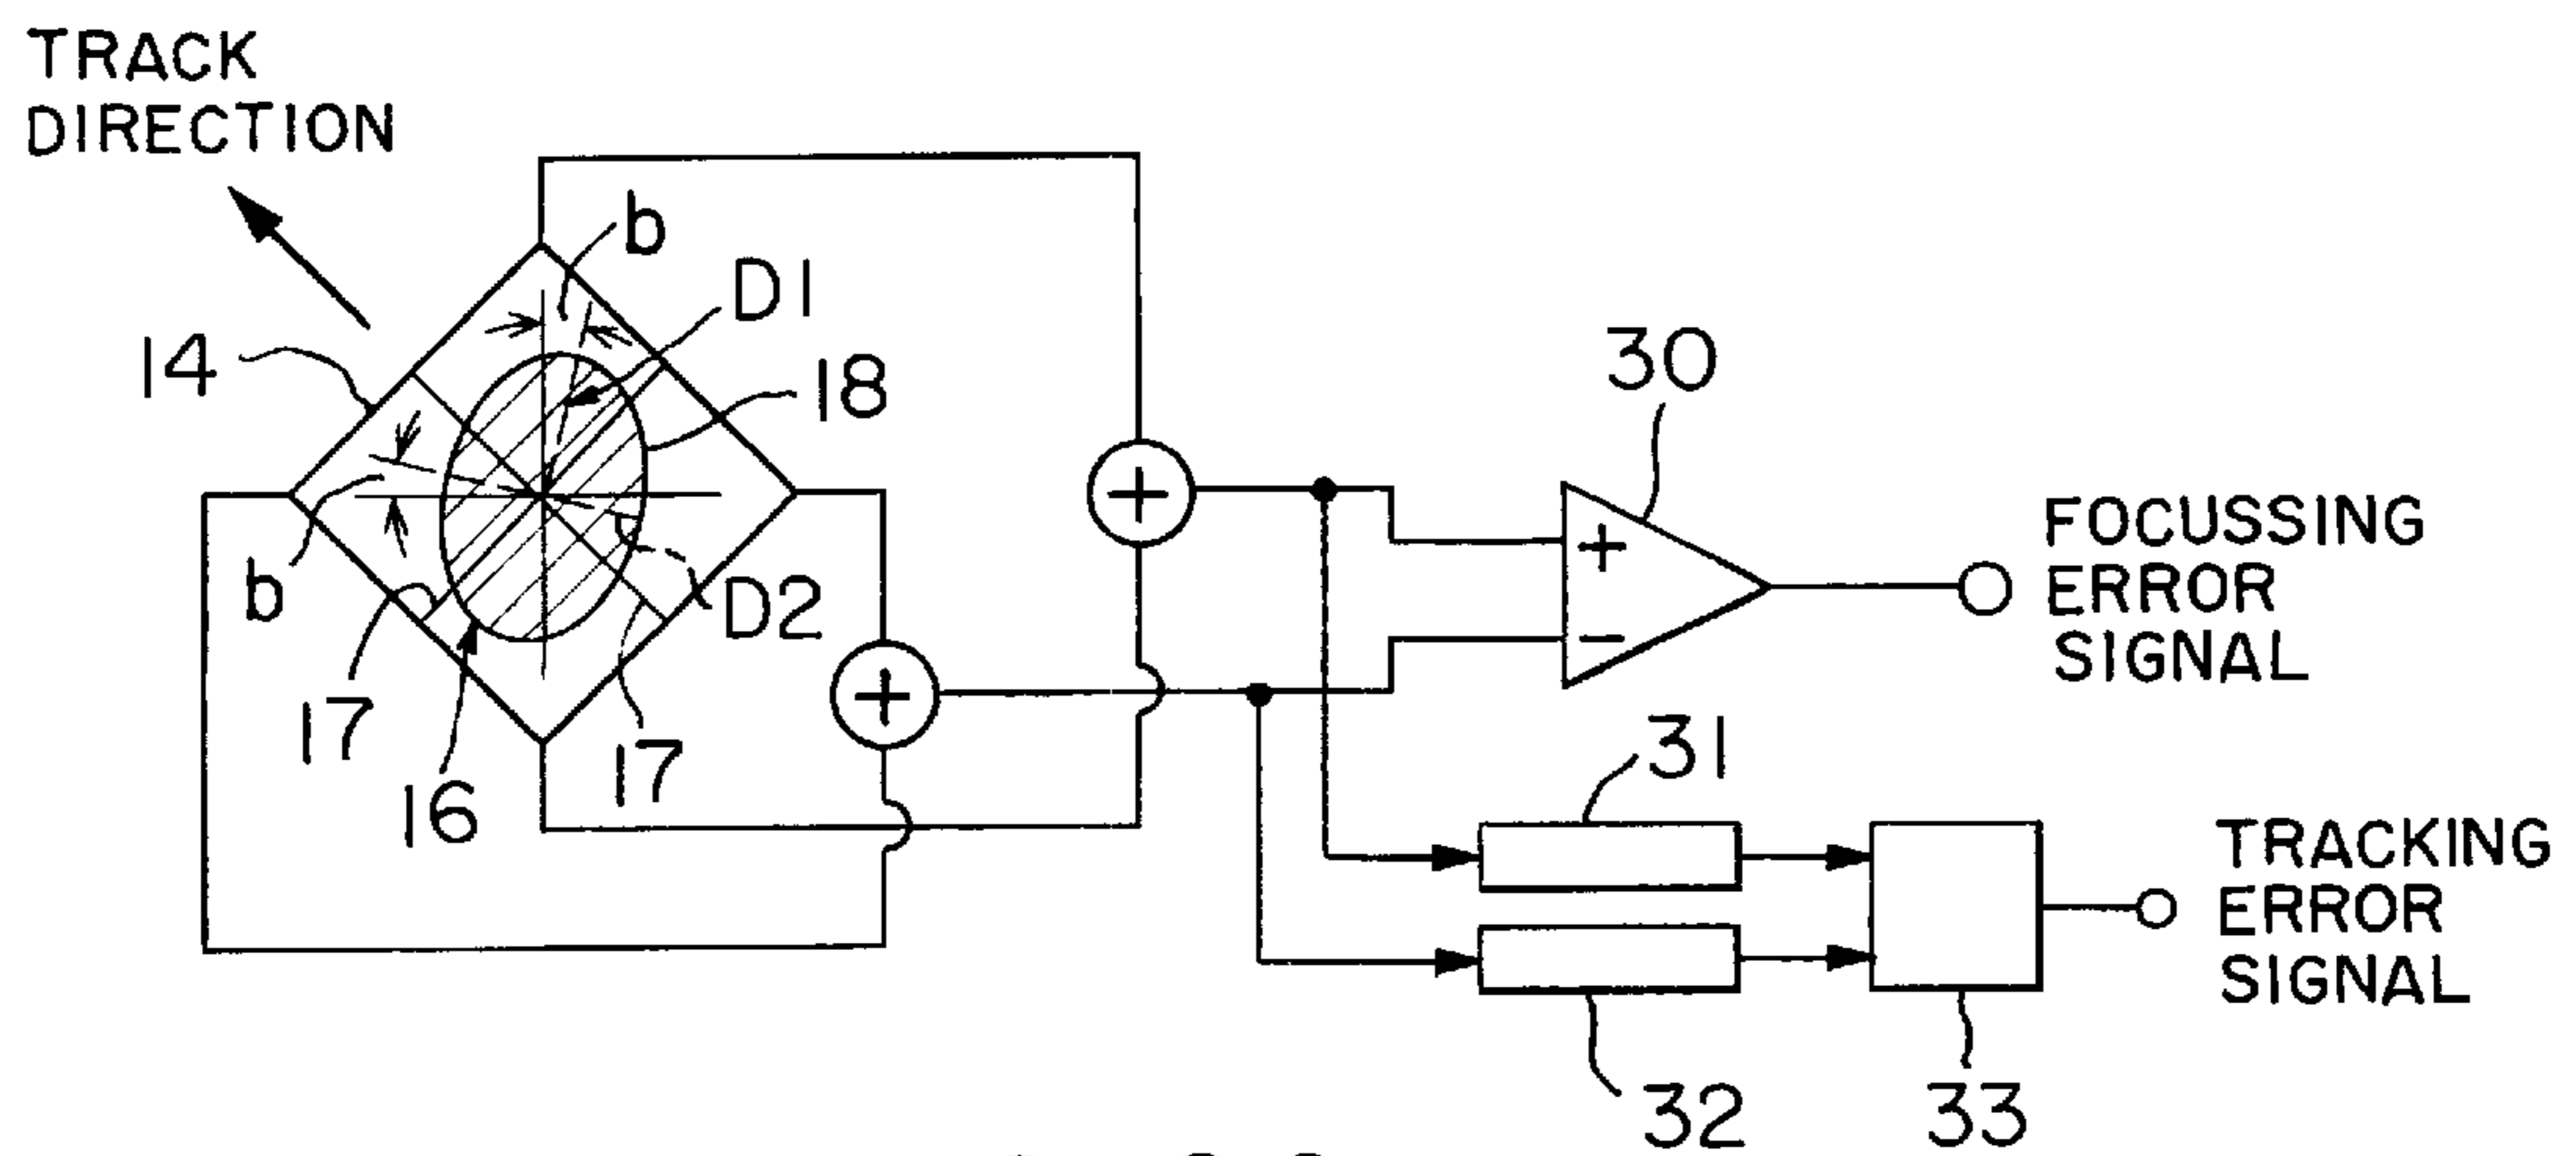 TRACK
DIRECTION
b
D1
14
18
30
b
D2
17
16
17
+
+
+
−
FOCUSSING
ERROR
SIGNAL
31
32
33
TRACKING
ERROR
SIGNAL